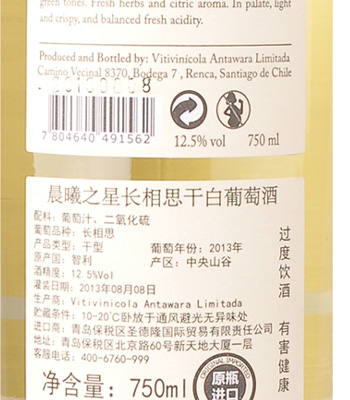 green tones. Fresh herbs and citric aroma. In palate, light
and crispy, and balanced fresh acidity.
Produced and Bottled by: Vitivinícola Antawara Limitada
Camino Vecinal 8370, Bodega 7, Renca, Santiago de Chile
7 804640 491562
12.5% vol
750 ml
晨曦之星长相思干白葡萄酒
配料: 葡萄汁、二氧化硫
葡萄品种: 长相思
产品类型: 干型
葡萄年份: 2013年
原产国: 智利
产区: 中央山谷
酒精度: 12.5%Vol
灌装日期: 2013年08月08日
生产商: Vitivinicola Antawara Limitada
贮藏条件: 10-20℃卧放于通风避光无异味处
进口商: 青岛保税区圣德隆国际贸易有限责任公司
青岛保税区北京路60号新地大厦一层
客服电话: 400-6760-999
净含量: 750ml
过度饮酒 有害健康
ORIGINAL IMPORTED
原瓶
进口